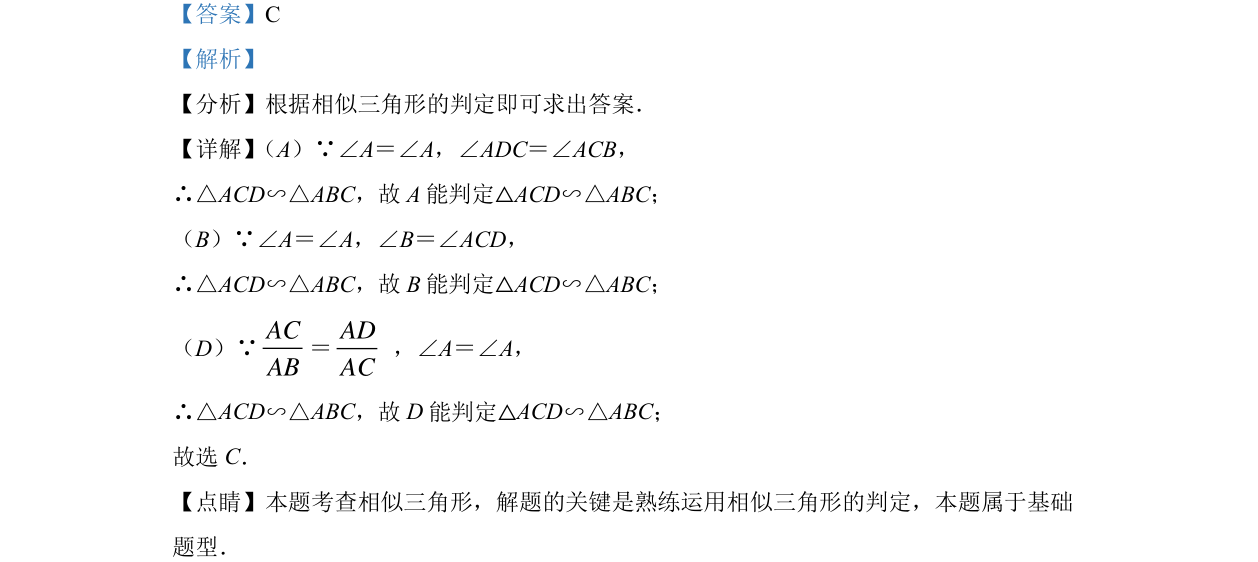 【答案】C
【解析】
【分析】根据相似三角形的判定即可求出答案．
【详解】（A）∵∠A＝∠A，∠ADC＝∠ACB，
∴△ACD∽△ABC，故 A 能判定△ACD∽△ABC；
（B）∵∠A＝∠A，∠B＝∠ACD，
∴△ACD∽△ABC，故 B 能判定△ACD∽△ABC；
（D）∵AC/AB＝AD/AC ，∠A＝∠A，
∴△ACD∽△ABC，故 D 能判定△ACD∽△ABC；
故选 C．
【点睛】本题考查相似三角形，解题的关键是熟练运用相似三角形的判定，本题属于基础
题型．